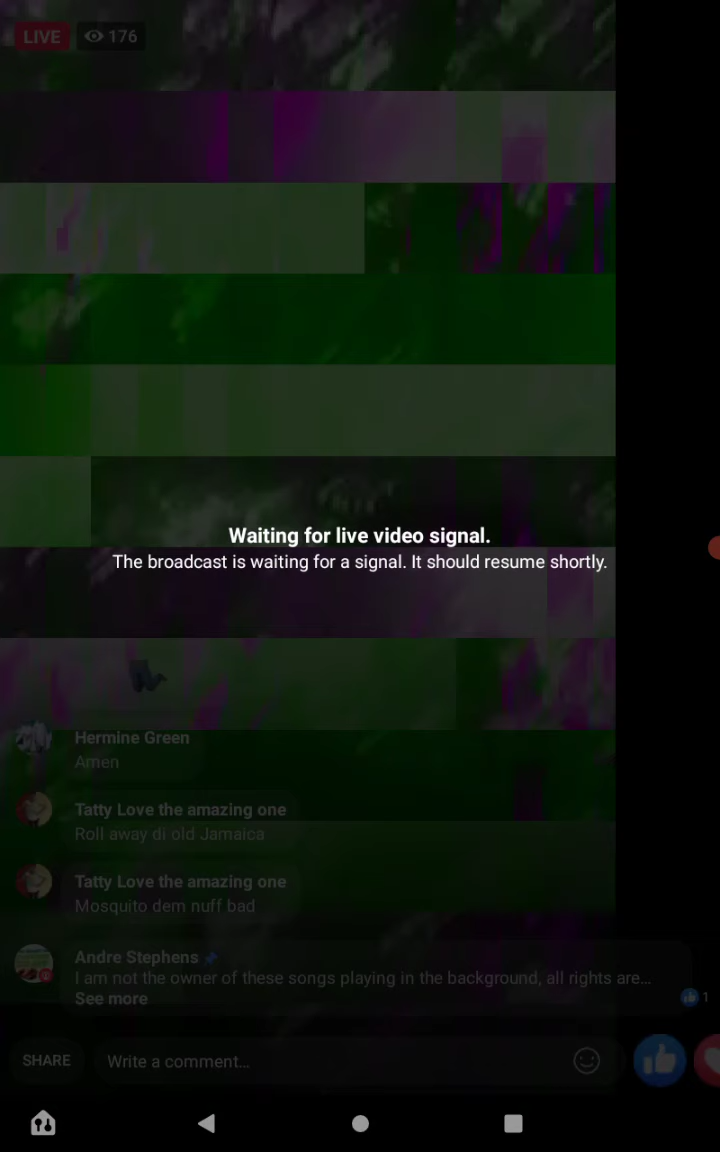 LIVE 176
Waiting for live video signal.
The broadcast is waiting for a signal. It should resume shortly.
Hermine Green
Amen
Tatty Love the amazing one
Roll away di old Jamaica
Tatty Love the amazing one
Mosquito dem nuff bad
Andre Stephens
I am not the owner of these songs playing in the background, all rights are...
See more
1
SHARE
Write a comment...